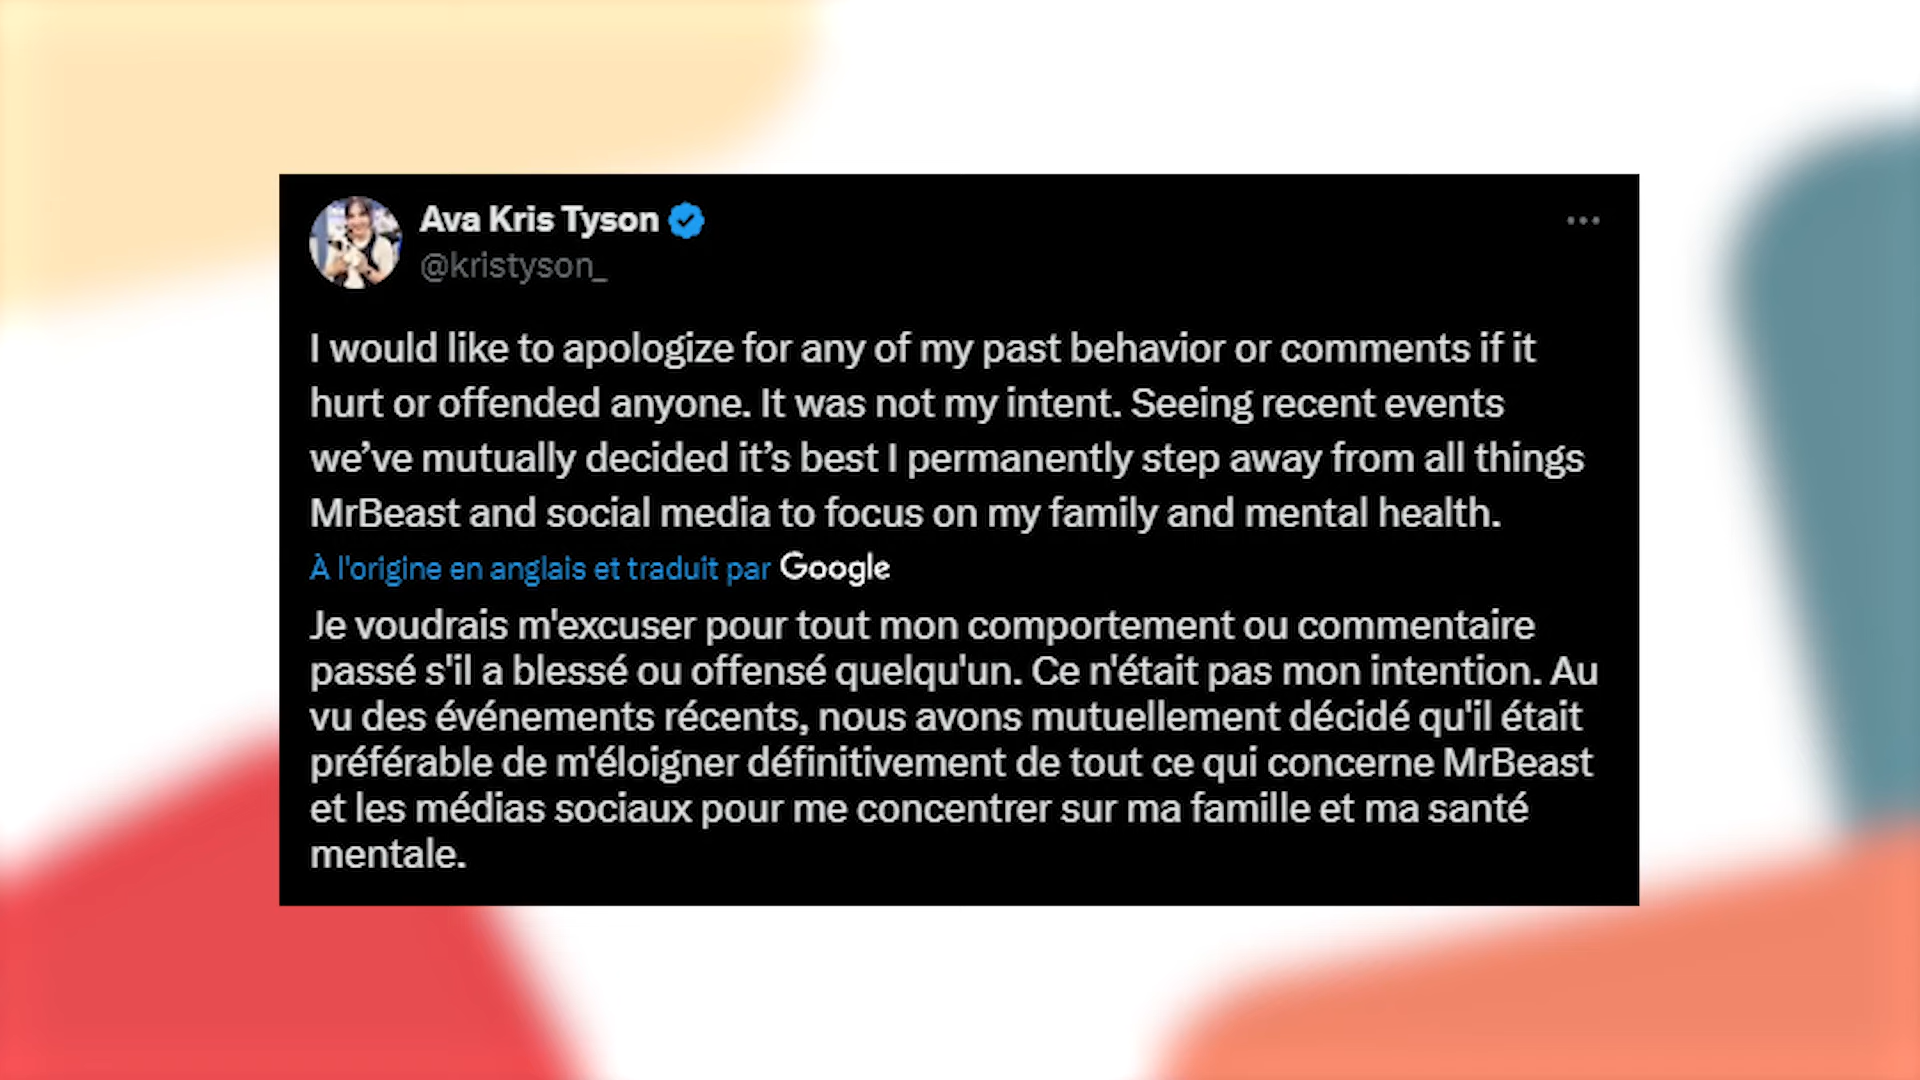 Ava Kris Tyson
@kristyson_
I would like to apologize for any of my past behavior or comments if it
hurt or offended anyone. It was not my intent. Seeing recent events
we’ve mutually decided it’s best I permanently step away from all things
MrBeast and social media to focus on my family and mental health.
À l'origine en anglais et traduit par Google
Je voudrais m'excuser pour tout mon comportement ou commentaire
passé s'il a blessé ou offensé quelqu'un. Ce n'était pas mon intention. Au
vu des événements récents, nous avons mutuellement décidé qu'il était
préférable de m'éloigner définitivement de tout ce qui concerne MrBeast
et les médias sociaux pour me concentrer sur ma famille et ma santé
mentale.